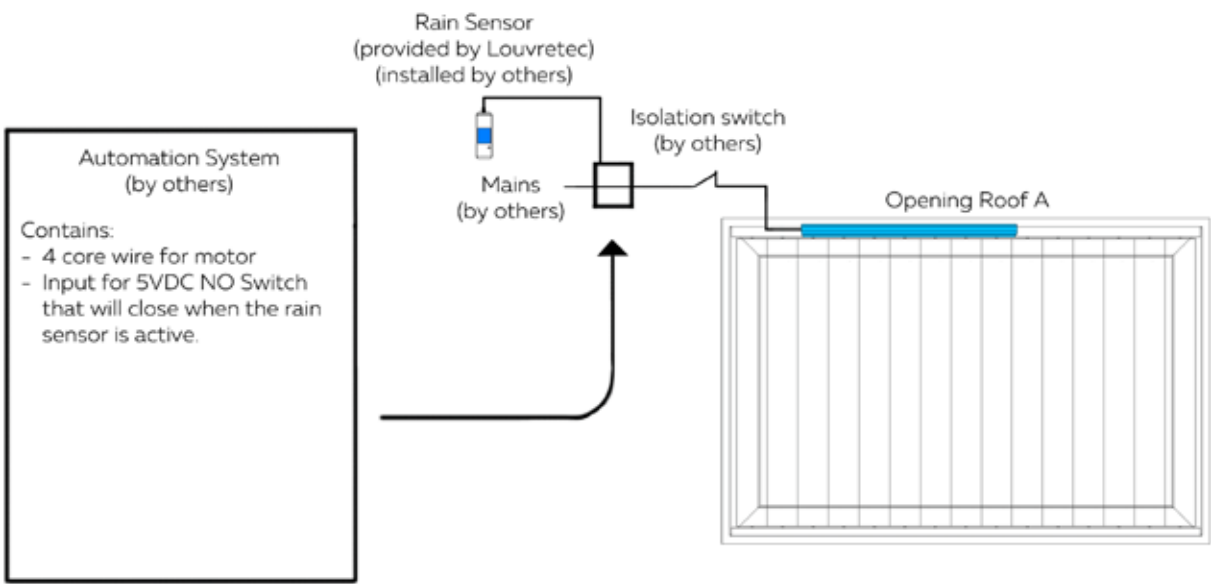 Rain Sensor
(provided by Louvretec)
(installed by others)
Isolation switch
(by others)
Automation System
(by others)
Mains
(by others)
Opening Roof A
Contains:
- 4 core wire for motor
- Input for 5VDC NO Switch
that will close when the rain
sensor is active.